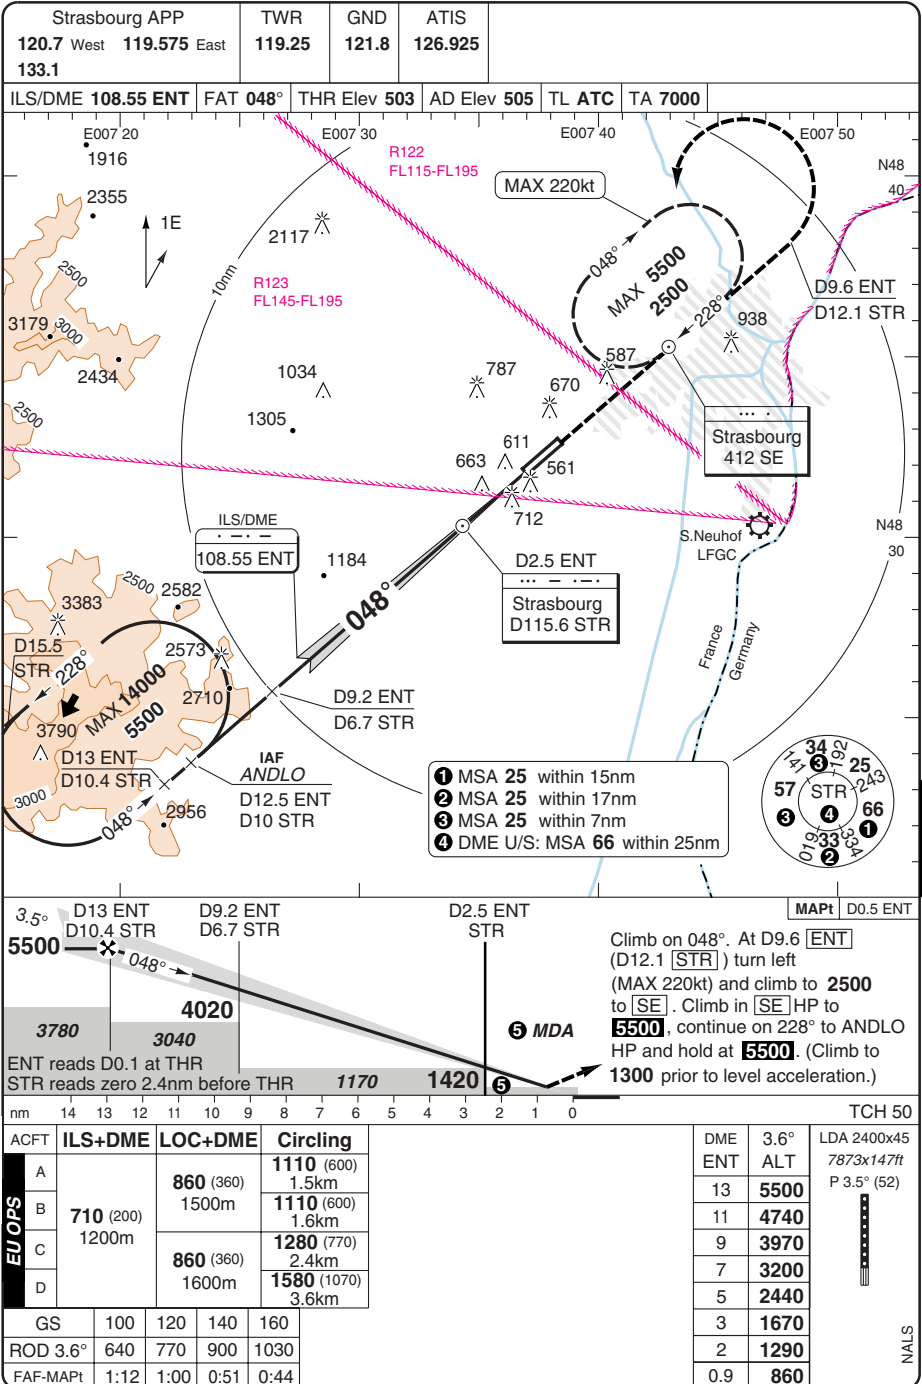 Strasbourg APP
120.7 West 119.575 East
133.1
TWR
119.25
GND
121.8
ATIS
126.925
ILS/DME 108.55 ENT FAT 048° THR Elev 503 AD Elev 505 TL ATC TA 7000
E007 20 E007 30 E007 40 E007 50
1916
2355
1E
R122
FL115-FL195
N48
40
MAX 220kt
2117
2500
10nm
R123
FL145-FL195
048°
MAX 5500
2500
228°
D9.6 ENT
D12.1 STR
3179
3000
2434
938
587
1034
787
670
2500
1305
Strasbourg
412 SE
611
663
561
712
ILS/DME
108.55 ENT
S.Neuhof
LFGC
N48
30
1184
D2.5 ENT
Strasbourg
D115.6 STR
048°
2500
2582
3383
D15.5
STR
228°
2573
MAX 14000
5500
2710
France
Germany
D9.2 ENT
D6.7 STR
3790
D13 ENT
D10.4 STR
IAF
ANDLO
D12.5 ENT
D10 STR
3000
048°
2956
1 MSA 25 within 15nm
2 MSA 25 within 17nm
3 MSA 25 within 7nm
4 DME U/S: MSA 66 within 25nm
34
3
141
192
25
243
57
STR
66
3
4
1
019
33
334
2
MAPt D0.5 ENT
3.5°
D13 ENT
D10.4 STR
D9.2 ENT
D6.7 STR
D2.5 ENT
STR
5500
048°
4020
3780
3040
5 MDA
ENT reads D0.1 at THR
STR reads zero 2.4nm before THR
1170
1420
5
Climb on 048°. At D9.6 ENT
(D12.1 STR ) turn left
(MAX 220kt) and climb to 2500
to SE . Climb in SE HP to
5500 , continue on 228° to ANDLO
HP and hold at 5500 . (Climb to
1300 prior to level acceleration.)
nm 14 13 12 11 10 9 8 7 6 5 4 3 2 1 0
TCH 50
ACFT ILS+DME LOC+DME Circling
EU OPS
A
B
C
D
710 (200)
1200m
860 (360)
1500m
860 (360)
1600m
1110 (600)
1.5km
1110 (600)
1.6km
1280 (770)
2.4km
1580 (1070)
3.6km
GS 100 120 140 160
ROD 3.6° 640 770 900 1030
FAF-MAPt 1:12 1:00 0:51 0:44
DME 3.6°
ENT ALT
13 5500
11 4740
9 3970
7 3200
5 2440
3 1670
2 1290
0.9 860
LDA 2400x45
7873x147ft
P 3.5° (52)
NALS